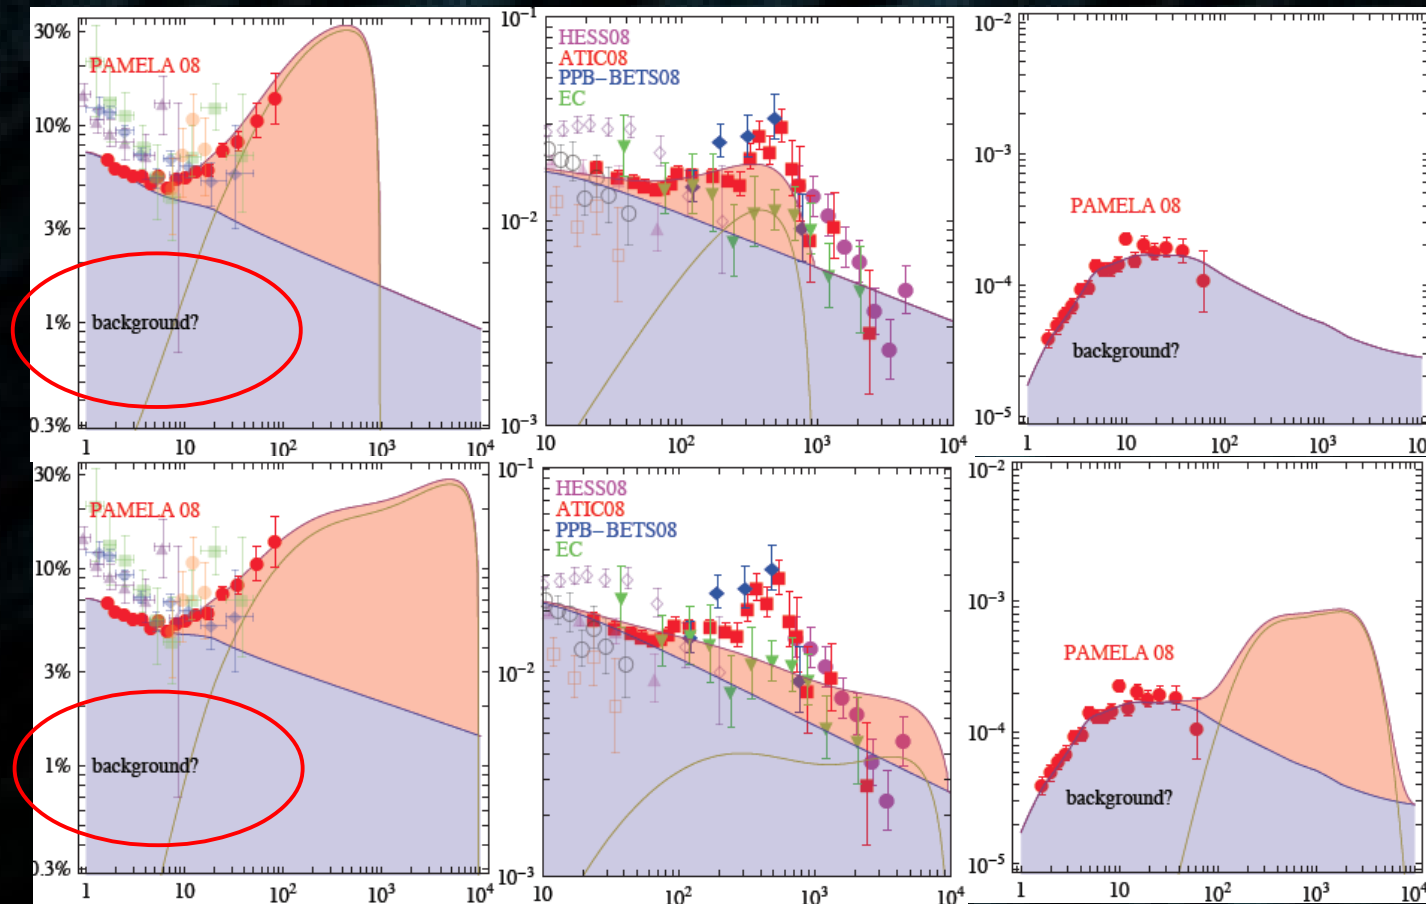 30%
10%
3%
1%
0.3%
PAMELA 08
background?
1 10 10² 10³ 10⁴
10⁻¹
10⁻²
10⁻³
HESS08
ATIC08
PPB−BETS08
EC
10 10² 10³ 10⁴
10⁻²
10⁻³
10⁻⁴
10⁻⁵
PAMELA 08
background?
1 10 10² 10³ 10
30%
10%
3%
1%
0.3%
PAMELA 08
background?
1 10 10² 10³ 10⁴
10⁻¹
10⁻²
10⁻³
HESS08
ATIC08
PPB−BETS08
EC
10 10² 10³ 10⁴
10⁻²
10⁻³
10⁻⁴
10⁻⁵
PAMELA 08
background?
1 10 10² 10³ 10⁴